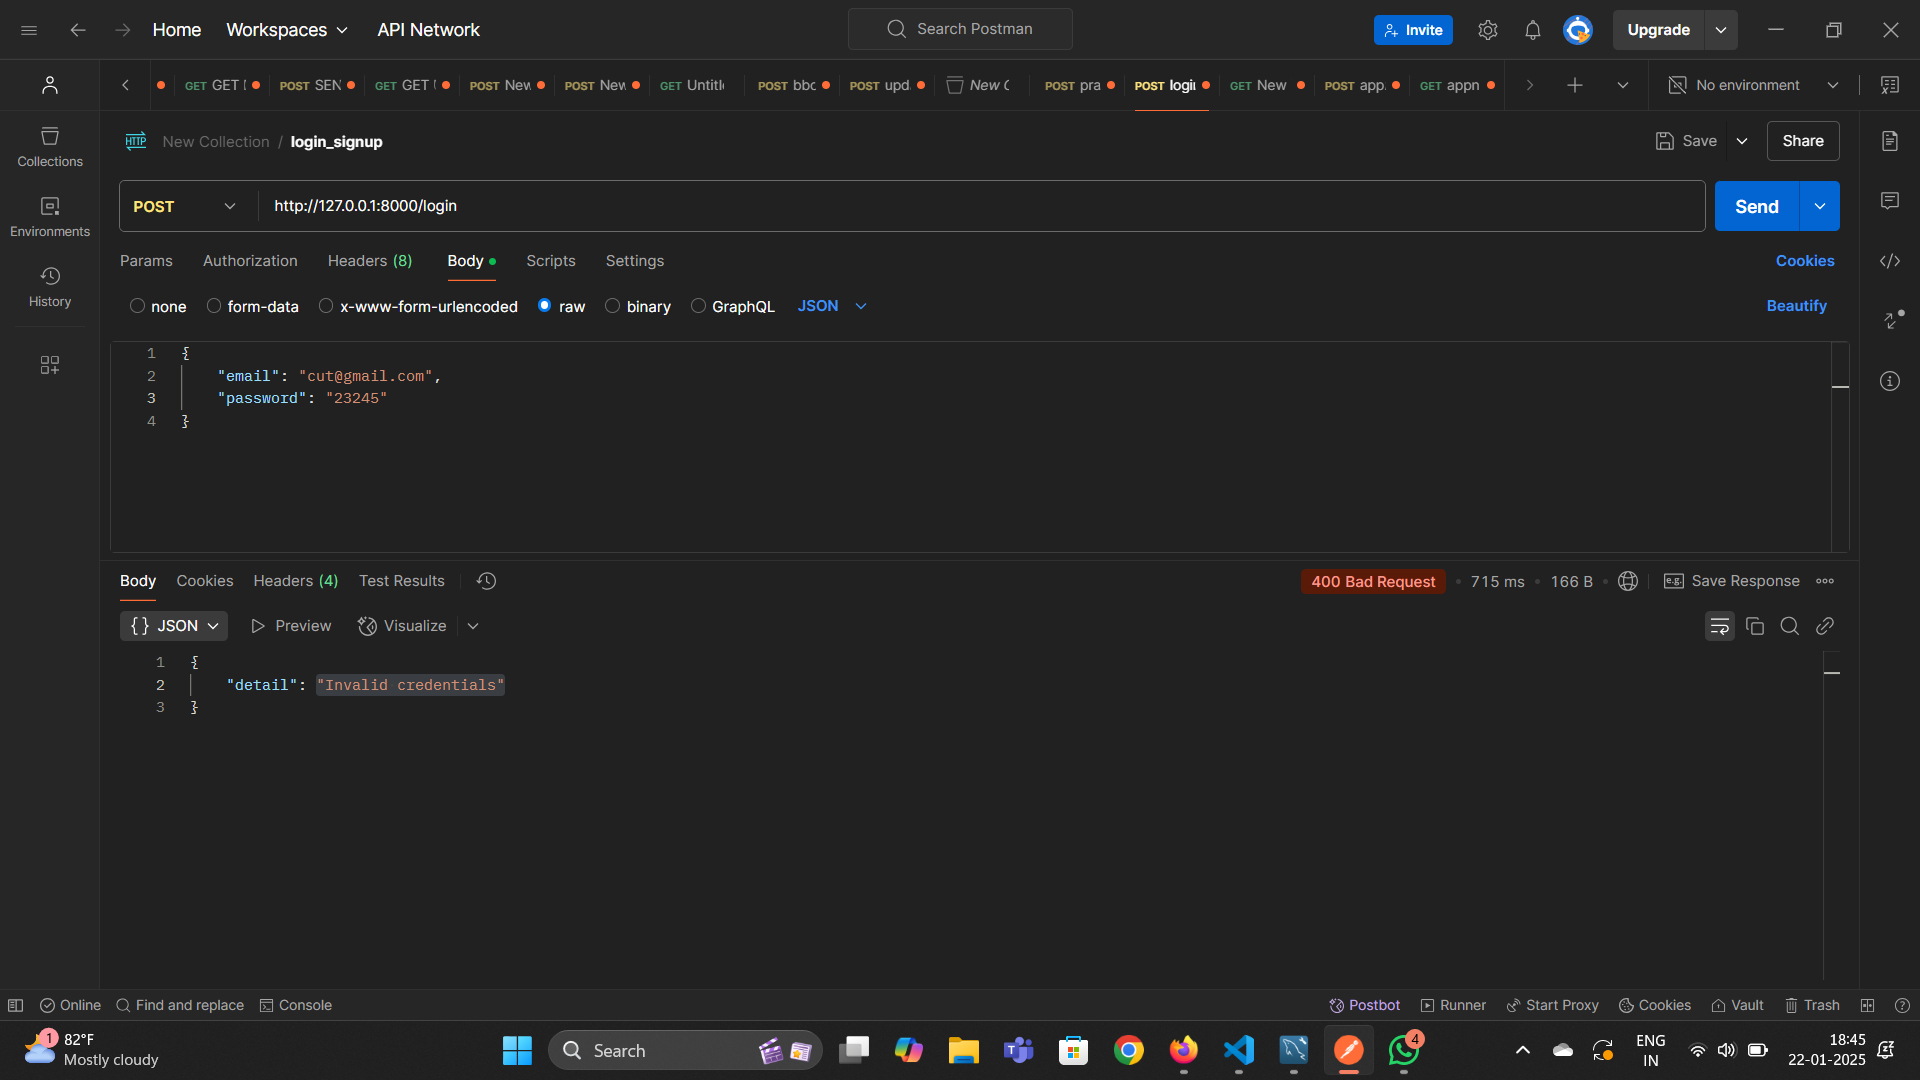 Home Workspaces API Network Search Postman Invite Upgrade
GET GET POST SEN GET GET POST New POST New GET Untitle POST bbc POST upd New C POST pra POST login GET New POST app. GET appn No environment
HTTP New Collection / login_signup Save Share
Collections
POST http://127.0.0.1:8000/login Send
Environments
Params Authorization Headers (8) Body Scripts Settings Cookies
History
none form-data x-www-form-urlencoded raw binary GraphQL JSON Beautify
1 {
2 "email": "cut@gmail.com",
3 "password": "23245"
4 }
Body Cookies Headers (4) Test Results 400 Bad Request • 715 ms • 166 B • e.g. Save Response
{} JSON Preview Visualize
1 {
2 "detail": "Invalid credentials"
3 }
Online Find and replace Console Postbot Runner Start Proxy Cookies Vault Trash
1 82°F
Mostly cloudy
Search
4
ENG
IN
18:45
22-01-2025